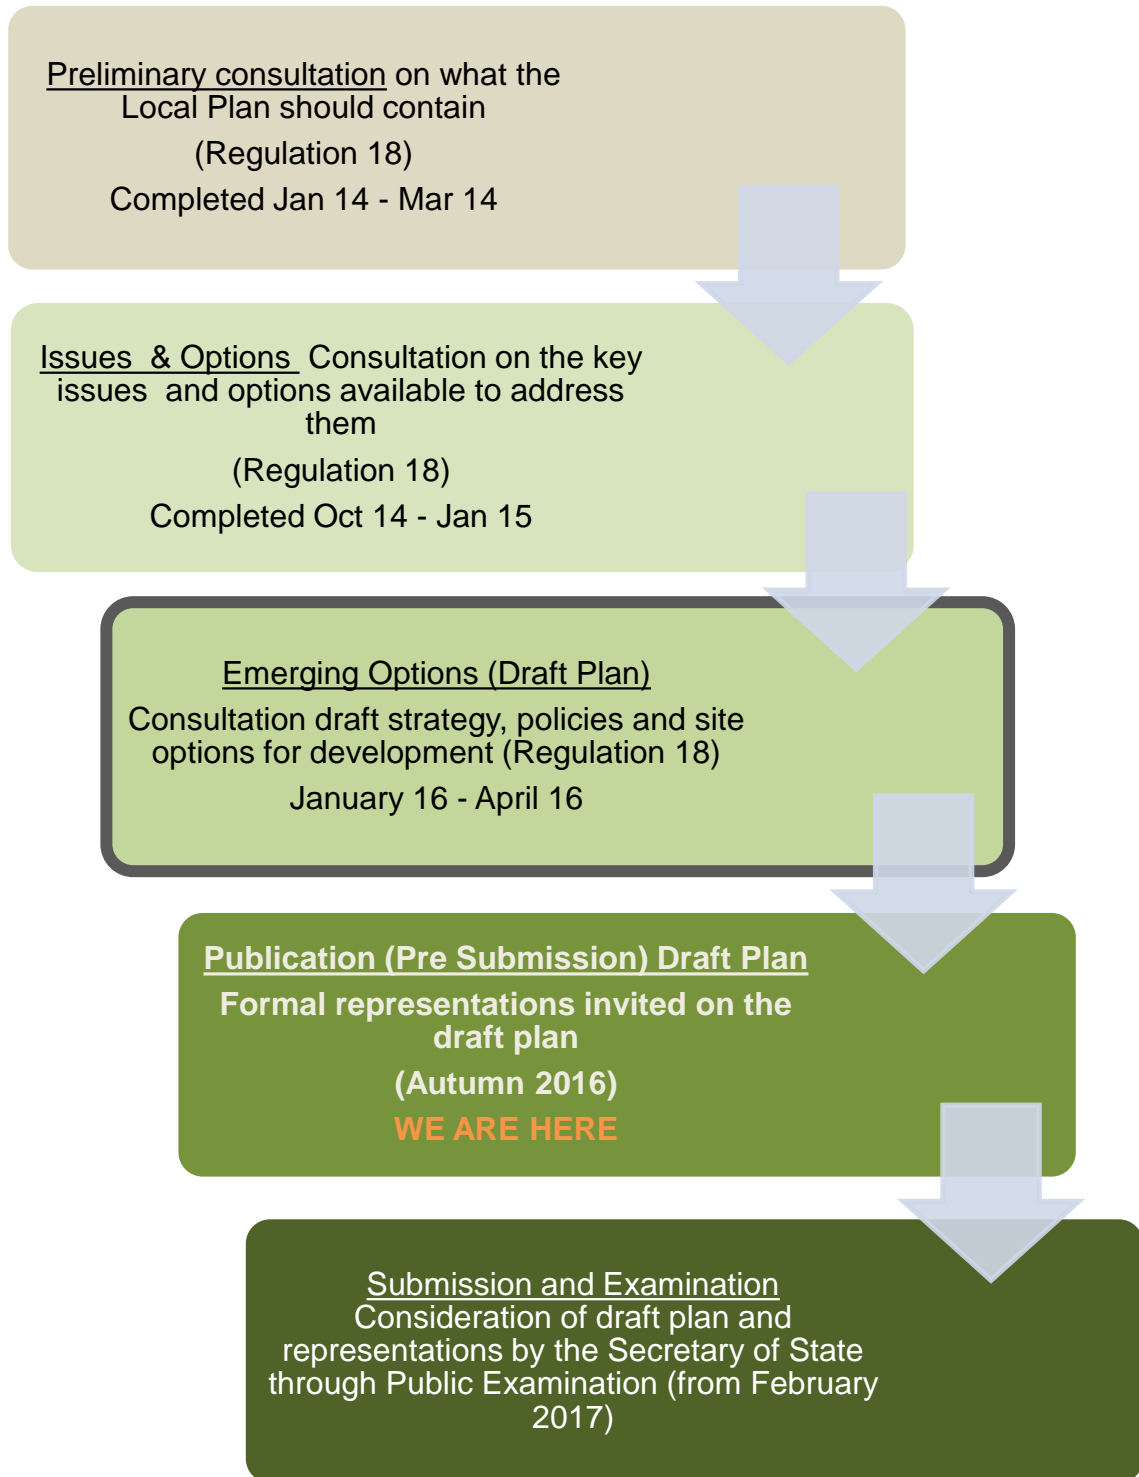 Preliminary consultation on what the
Local Plan should contain
(Regulation 18)
Completed Jan 14 - Mar 14
Issues & Options Consultation on the key
issues and options available to address
them
(Regulation 18)
Completed Oct 14 - Jan 15
Emerging Options (Draft Plan)
Consultation draft strategy, policies and site
options for development (Regulation 18)
January 16 - April 16
Publication (Pre Submission) Draft Plan
Formal representations invited on the
draft plan
(Autumn 2016)
WE ARE HERE
Submission and Examination
Consideration of draft plan and
representations by the Secretary of State
through Public Examination (from February
2017)